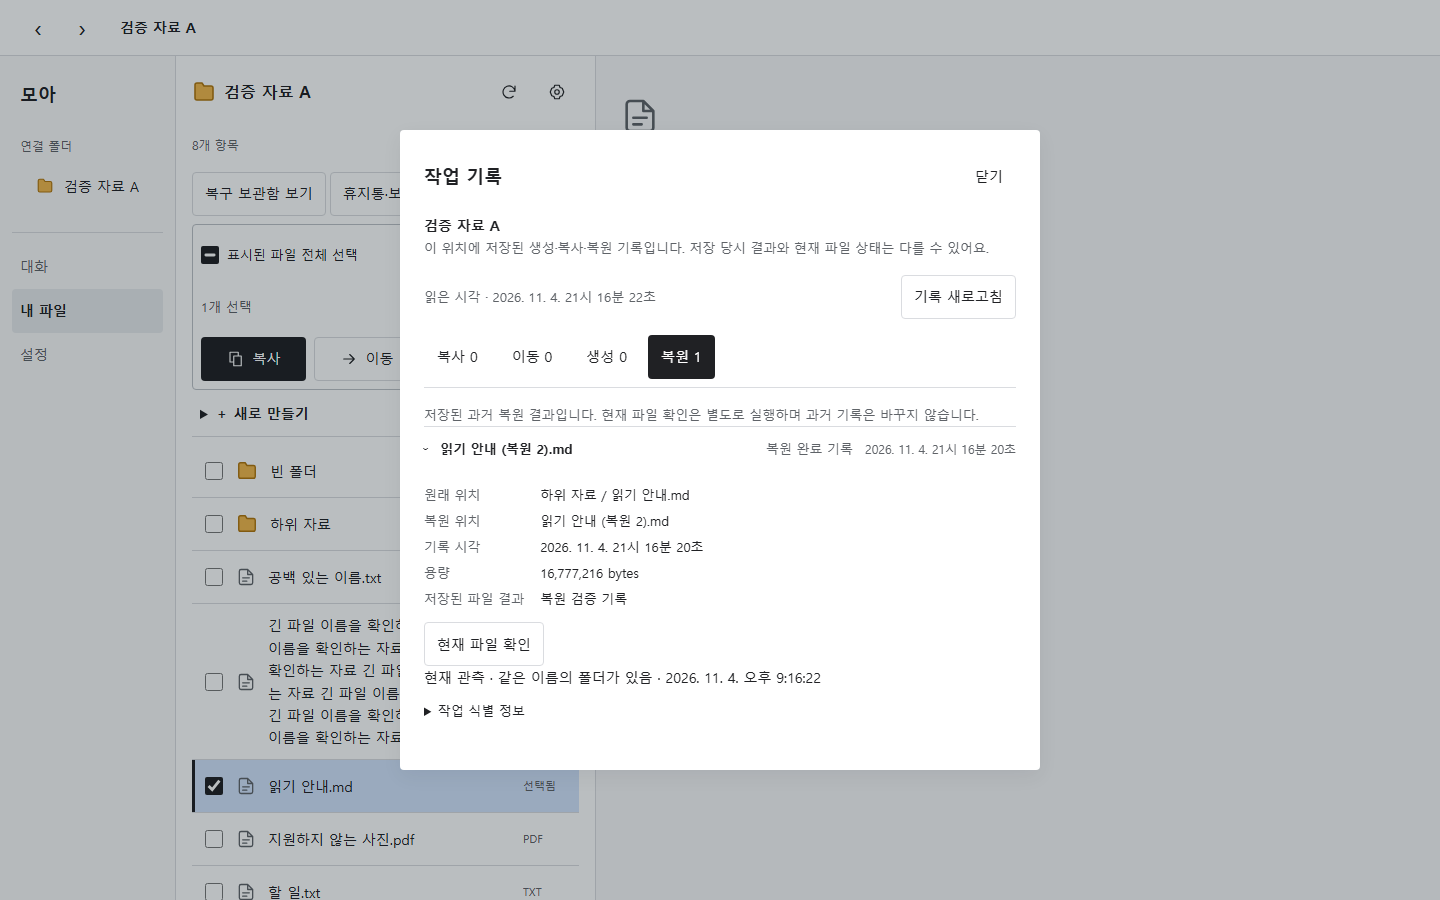 검증 자료 A
모아
연결 폴더
검증 자료 A
대화
내 파일
설정
검증 자료 A
8개 항목
복구 보관함 보기
휴지통·보
표시된 파일 전체 선택
1개 선택
복사
이동
+ 새로 만들기
빈 폴더
하위 자료
공백 있는 이름.txt
긴 파일 이름을 확인하
이름을 확인하는 자료
확인하는 자료 긴 파일
는 자료 긴 파일 이름
긴 파일 이름을 확인하
이름을 확인하는 자료
읽기 안내.md 선택됨
지원하지 않는 사진.pdf PDF
할 일.txt TXT
작업 기록
닫기
검증 자료 A
이 위치에 저장된 생성·복사·복원 기록입니다. 저장 당시 결과와 현재 파일 상태는 다를 수 있어요.
읽은 시각 · 2026. 11. 4. 21시 16분 22초
기록 새로고침
복사 0 이동 0 생성 0 복원 1
저장된 과거 복원 결과입니다. 현재 파일 확인은 별도로 실행하며 과거 기록은 바꾸지 않습니다.
읽기 안내 (복원 2).md 복원 완료 기록 2026. 11. 4. 21시 16분 20초
원래 위치 하위 자료 / 읽기 안내.md
복원 위치 읽기 안내 (복원 2).md
기록 시각 2026. 11. 4. 21시 16분 20초
용량 16,777,216 bytes
저장된 파일 결과 복원 검증 기록
현재 파일 확인
현재 관측 · 같은 이름의 폴더가 있음 · 2026. 11. 4. 오후 9:16:22
작업 식별 정보